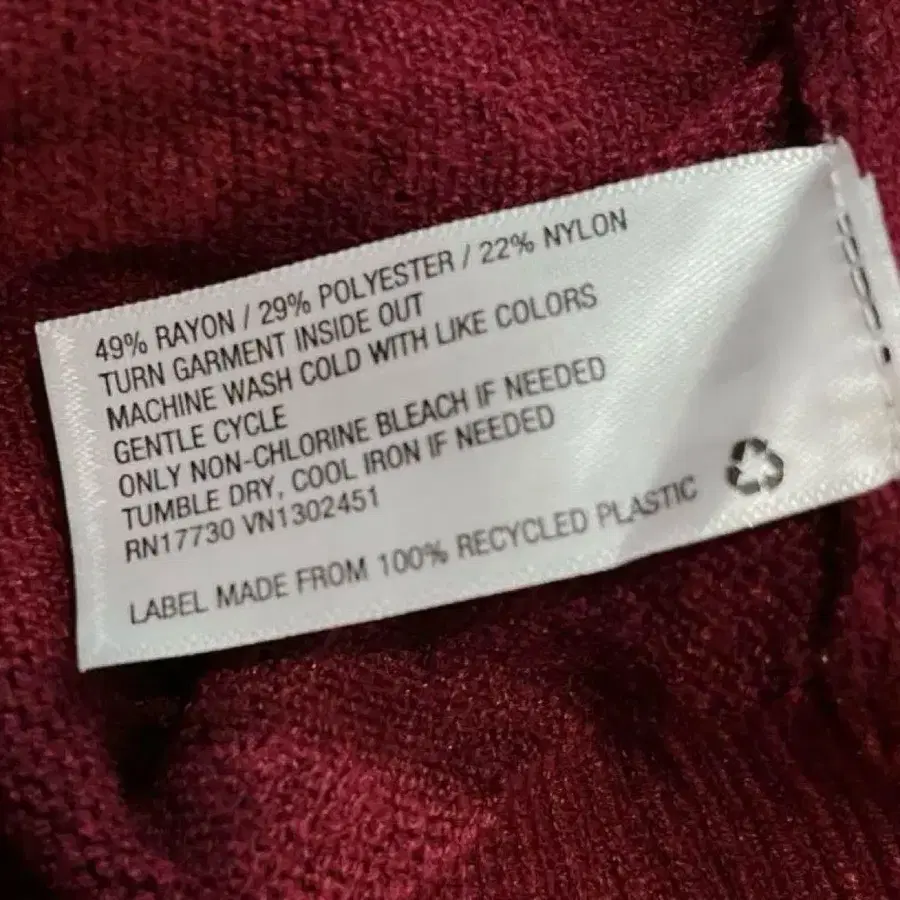 49% RAYON / 29% POLYESTER / 22% NYLON
TURN GARMENT INSIDE OUT
MACHINE WASH COLD WITH LIKE COLORS
GENTLE CYCLE
ONLY NON-CHLORINE BLEACH IF NEEDED
TUMBLE DRY, COOL IRON IF NEEDED
RN17730 VN1302451
LABEL MADE FROM 100% RECYCLED PLASTIC